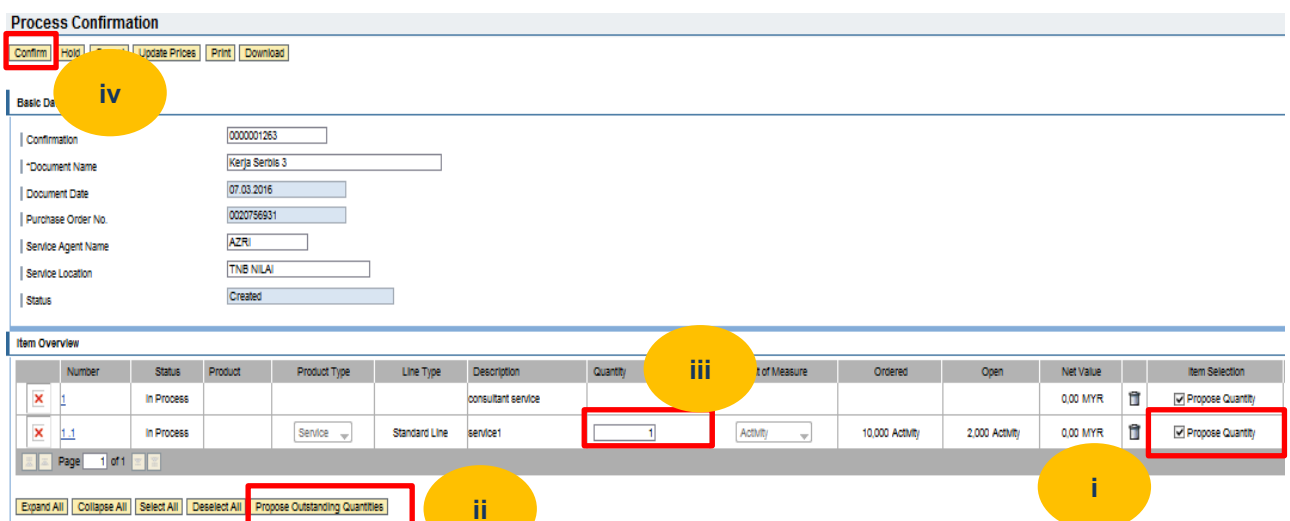 Process Confirmation
Confirm Hold Update Prices Print Download
iv
Basic Da
Confirmation 0000001263
*Document Name Kerja Serbis 3
Document Date 07.03.2016
Purchase Order No. 0020756931
Service Agent Name AZRI
Service Location TNB NILAI
Status Created
Item Overview
iii
Number Status Product Product Type Line Type Description Quantity of Measure Ordered Open Net Value Item Selection
1 In Process consultant service 0,00 MYR Propose Quantity
1.1 In Process Service Standard Line service1 1 Activity 10,000 Activity 2,000 Activity 0,00 MYR Propose Quantity
Page 1 of 1
i
Expand All Collapse All Select All Deselect All Propose Outstanding Quantities
ii